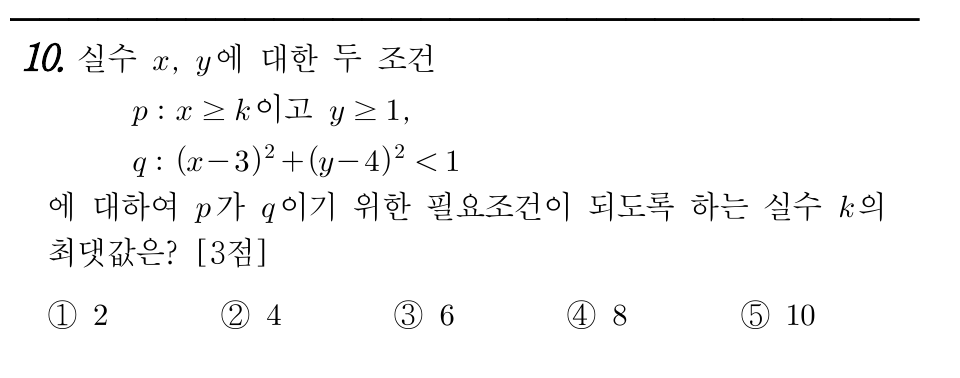 10. 실수 x, y에 대한 두 조건
p : x ≥ k이고 y ≥ 1,
q : (x-3)² + (y-4)² < 1
에 대하여 p가 q이기 위한 필요조건이 되도록 하는 실수 k의
최댓값은? [3점]
① 2 ② 4 ③ 6 ④ 8 ⑤ 10